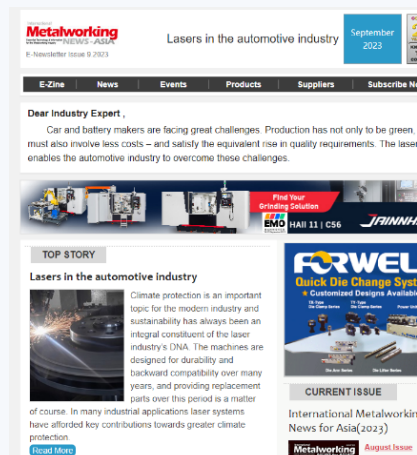 International
Metalworking
NEWS-ASIA
E-Newsletter Issue 9 2023
Lasers in the automotive industry
September
2023
E-Zine
News
Events
Products
Suppliers
Subscribe
Dear Industry Expert ,
Car and battery makers are facing great challenges. Production has not only to be green,
must also involve less costs – and satisfy the equivalent rise in quality requirements. The laser
enables the automotive industry to overcome these challenges.
Find Your
Grinding Solution
EMO HAll 11 | C56
JAINNHER
TOP STORY
Lasers in the automotive industry
Climate protection is an important
topic for the modern industry and
sustainability has always been an
integral constituent of the laser
industry's DNA. The machines are
designed for durability and
backward compatibility over many
years, and providing replacement
parts over this period is a matter
of course. In many industrial applications laser systems
have afforded key contributions towards greater climate
protection.
Read More
FORWEL
Quick Die Change Syst
★ Customized Designs Available
CURRENT ISSUE
International Metalworkin
News for Asia(2023)
Metalworking
August Issue